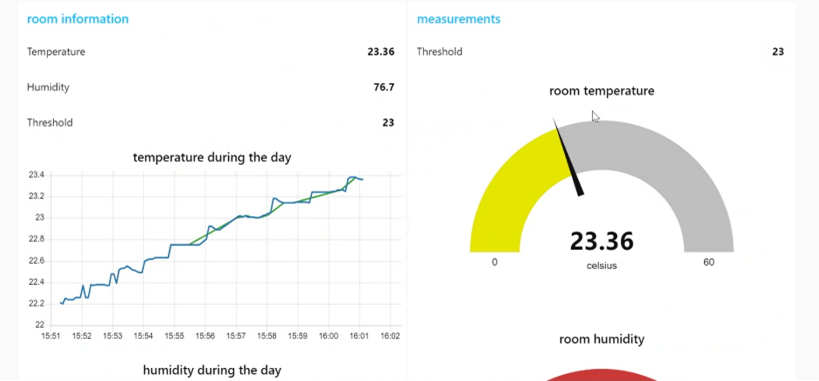 room information
Temperature 23.36
Humidity 76.7
Threshold 23
temperature during the day
23.4
23.2
23
22.8
22.6
22.4
22.2
22
15:51 15:52 15:53 15:54 15:55 15:56 15:57 15:58 15:59 16:00 16:01 16:02
humidity during the day
measurements
Threshold 23
room temperature
23.36
0 celsius 60
room humidity